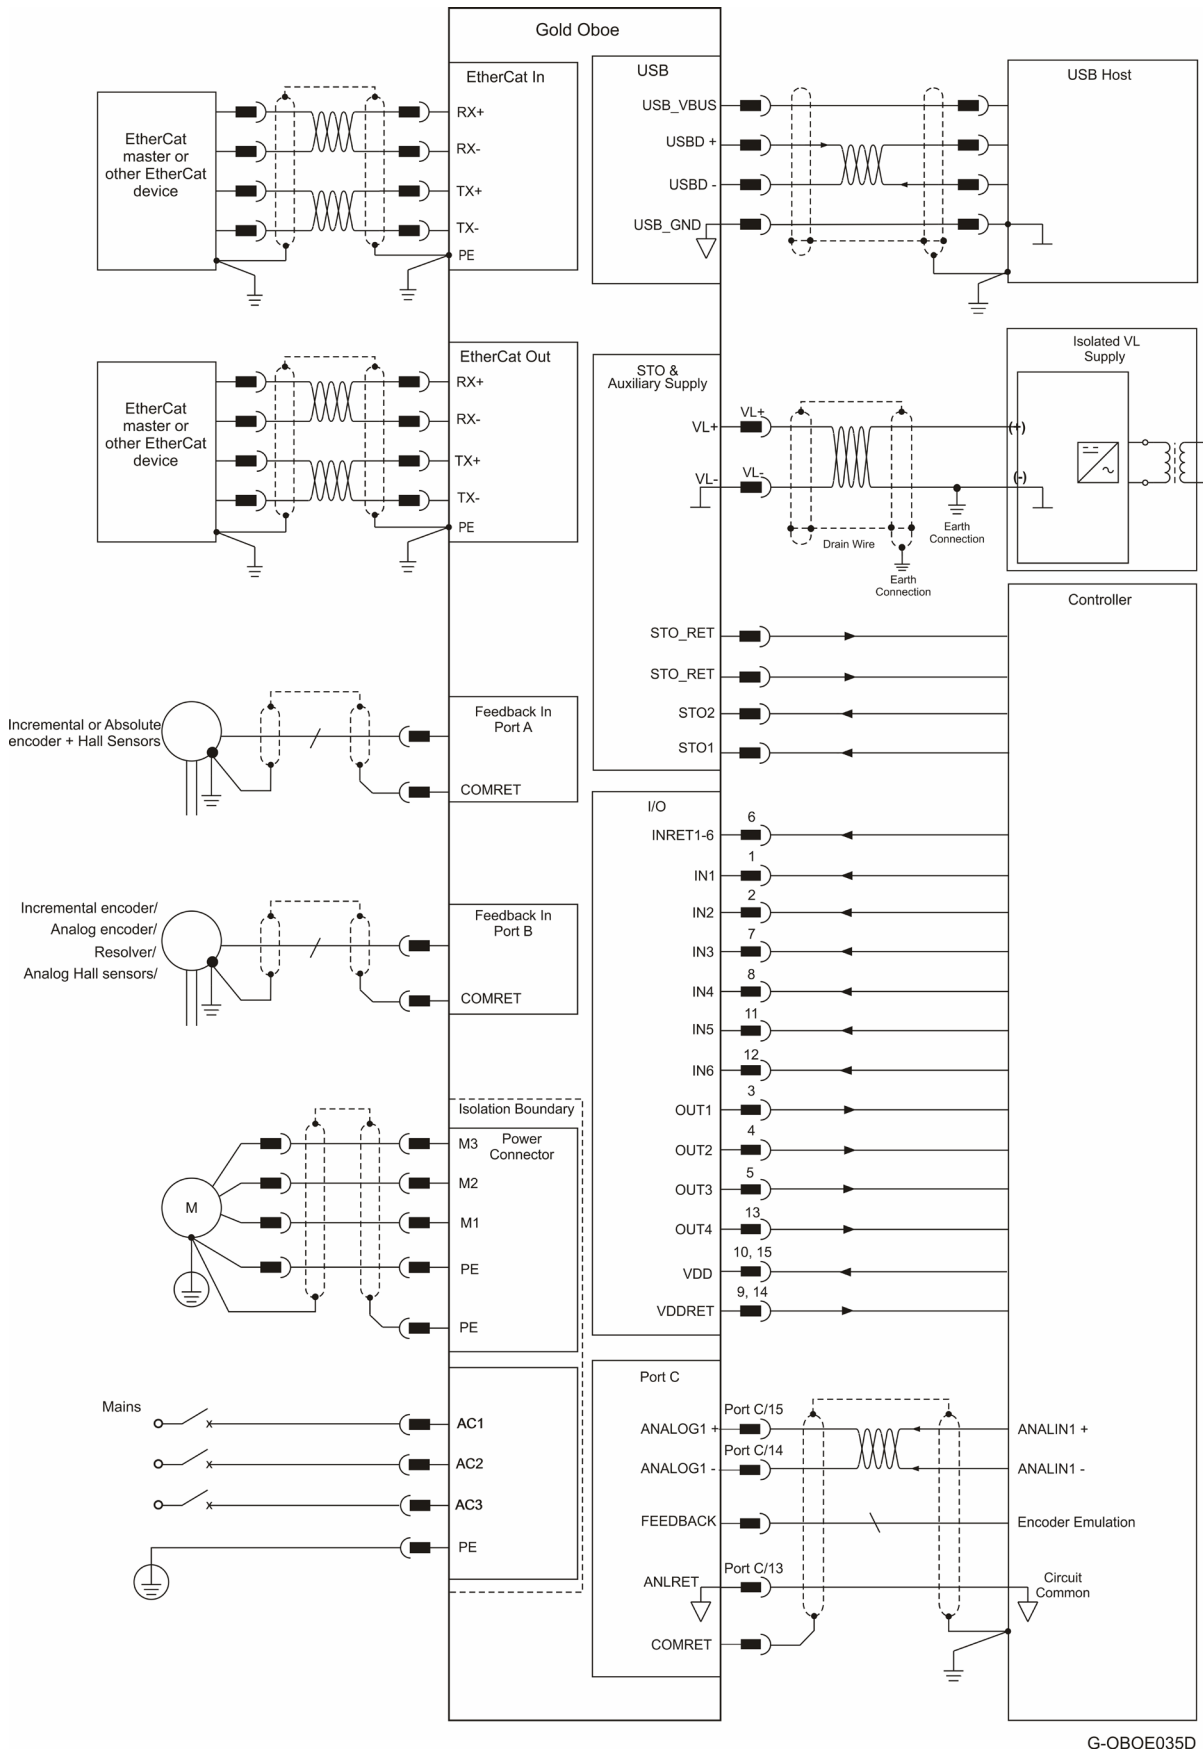 Gold Oboe
EtherCat In
EtherCat
master or
other EtherCat
device
RX+
RX-
TX+
TX-
PE
EtherCat Out
EtherCat
master or
other EtherCat
device
RX+
RX-
TX+
TX-
PE
Incremental or Absolute
encoder + Hall Sensors
Feedback In
Port A
COMRET
Incremental encoder/
Analog encoder/
Resolver/
Analog Hall sensors/
Feedback In
Port B
COMRET
Isolation Boundary
Power
Connector
M
M3
M2
M1
PE
PE
Mains
AC1
AC2
AC3
PE
USB
USB_VBUS
USBD +
USBD -
USB_GND
USB Host
STO &
Auxiliary Supply
VL+
VL+
VL-
VL-
Drain Wire
Earth
Connection
Earth
Connection
Isolated VL
Supply
(+)
(-)
Controller
STO_RET
STO_RET
STO2
STO1
I/O
INRET1-6
6
IN1
1
IN2
2
IN3
7
IN4
8
IN5
11
IN6
12
OUT1
3
OUT2
4
OUT3
5
OUT4
13
VDD
10, 15
VDDRET
9, 14
Port C
ANALOG1 +
Port C/15
ANALIN1 +
ANALOG1 -
Port C/14
ANALIN1 -
FEEDBACK
Encoder Emulation
ANLRET
Port C/13
Circuit
Common
COMRET
G-OBOE035D